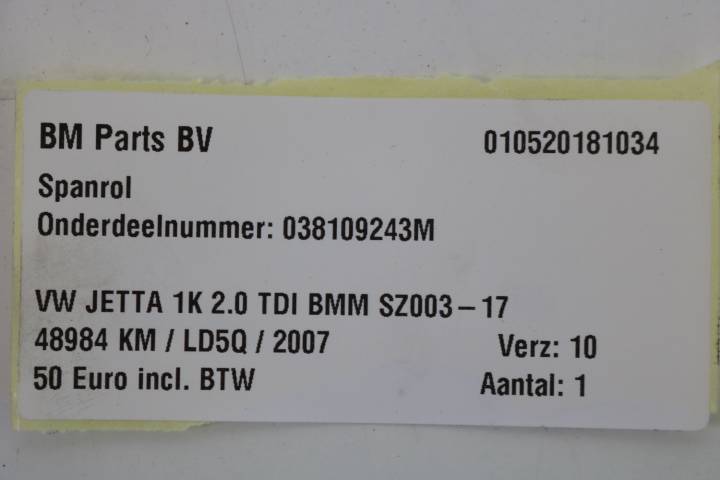 BM Parts BV 010520181034
Spanrol
Onderdeelnummer: 038109243M
VW JETTA 1K 2.0 TDI BMM SZ003-17
48984 KM / LD5Q / 2007 Verz: 10
50 Euro incl. BTW Aantal: 1